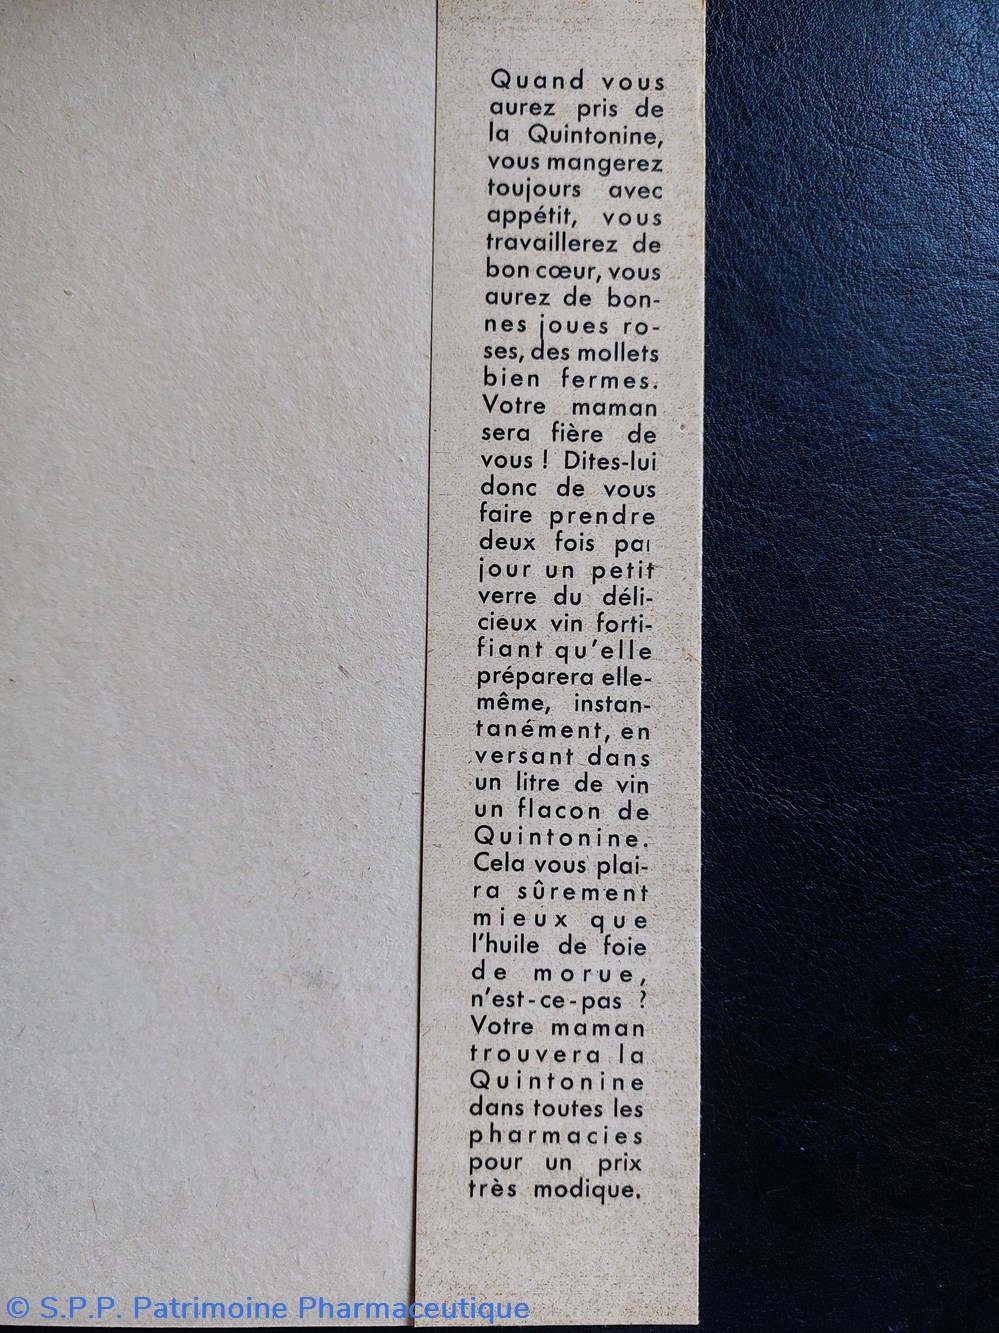 Quand vous
aurez pris de
la Quintonine,
vous mangerez
toujours avec
appétit, vous
travaillerez de
bon cœur, vous
aurez de bon-
nes joues ro-
ses, des mollets
bien fermes.
Votre maman
sera fière de
vous ! Dites-lui
donc de vous
faire prendre
deux fois par
jour un petit
verre du déli-
cieux vin forti-
fiant qu'elle
préparera elle-
même, instan-
tanément, en
versant dans
un litre de vin
un flacon de
Quintonine.
Cela vous plai-
ra sûrement
mieux que
l'huile de foie
de morue,
n'est-ce-pas ?
Votre maman
trouvera la
Quintonine
dans toutes les
pharmacies
pour un prix
très modique.
© S.P.P. Patrimoine Pharmaceutique